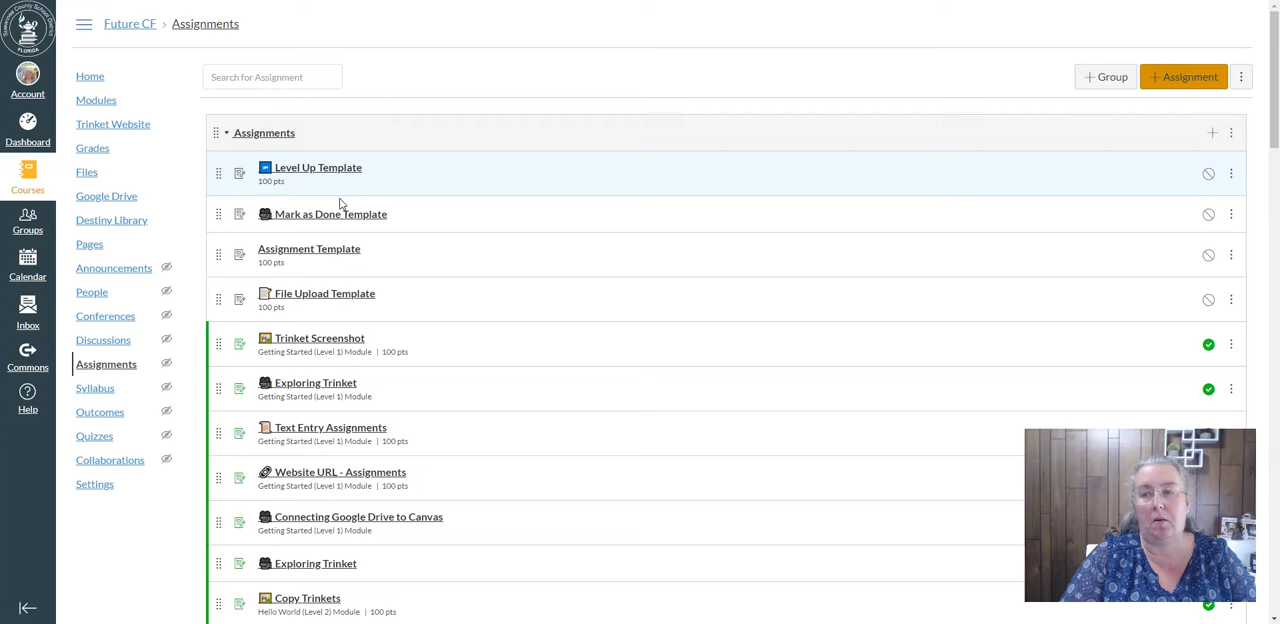 Future CF > Assignments
Account
Dashboard
Courses
Groups
Calendar
Inbox
Commons
Help
Home
Modules
Trinket Website
Grades
Files
Google Drive
Destiny Library
Pages
Announcements
People
Conferences
Discussions
Assignments
Syllabus
Outcomes
Quizzes
Collaborations
Settings
Search for Assignment
+ Group
+ Assignment
Assignments
Level Up Template
100 pts
Mark as Done Template
Assignment Template
100 pts
File Upload Template
100 pts
Trinket Screenshot
Getting Started (Level 1) Module | 100 pts
Exploring Trinket
Getting Started (Level 1) Module
Text Entry Assignments
Getting Started (Level 1) Module | 100 pts
Website URL - Assignments
Getting Started (Level 1) Module | 100 pts
Connecting Google Drive to Canvas
Getting Started (Level 1) Module
Exploring Trinket
Copy Trinkets
Hello World (Level 2) Module | 100 pts